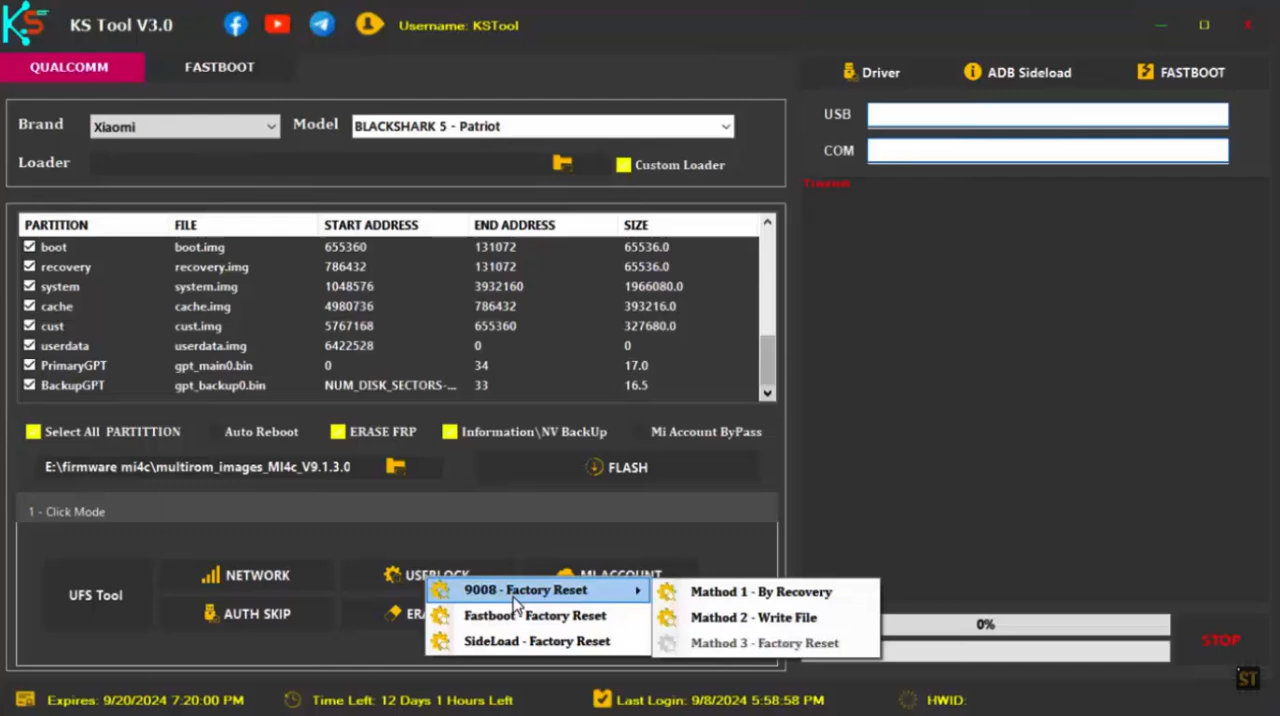 KS Tool V3.0
Username: KSTool
QUALCOMM
FASTBOOT
Driver
ADB Sideload
FASTBOOT
Brand
Xiaomi
Model
BLACKSHARK 5 - Patriot
USB
Loader
Custom Loader
COM
PARTITION FILE START ADDRESS END ADDRESS SIZE
boot boot.img 655360 131072 65536.0
recovery recovery.img 786432 131072 65536.0
system system.img 1048576 3932160 1966080.0
cache cache.img 4980736 786432 393216.0
cust cust.img 5767168 655360 327680.0
userdata userdata.img 6422528 0 0
PrimaryGPT gpt_main0.bin 0 34 17.0
BackupGPT gpt_backup0.bin NUM_DISK_SECTORS-... 33 16.5
Select All PARTITTION
Auto Reboot
ERASE FRP
Information\NV BackUp
Mi Account ByPass
E:\firmware mi4c\multirom_images_MI4c_V9.1.3.0
FLASH
1 - Click Mode
UFS Tool
NETWORK
AUTH SKIP
9008 - Factory Reset
Fastboot - Factory Reset
SideLoad - Factory Reset
Mathod 1 - By Recovery
Mathod 2 - Write File
Mathod 3 - Factory Reset
0%
STOP
ST
Expires: 9/20/2024 7:20:00 PM
Time Left: 12 Days 1 Hours Left
Last Login: 9/8/2024 5:58:58 PM
HWID: